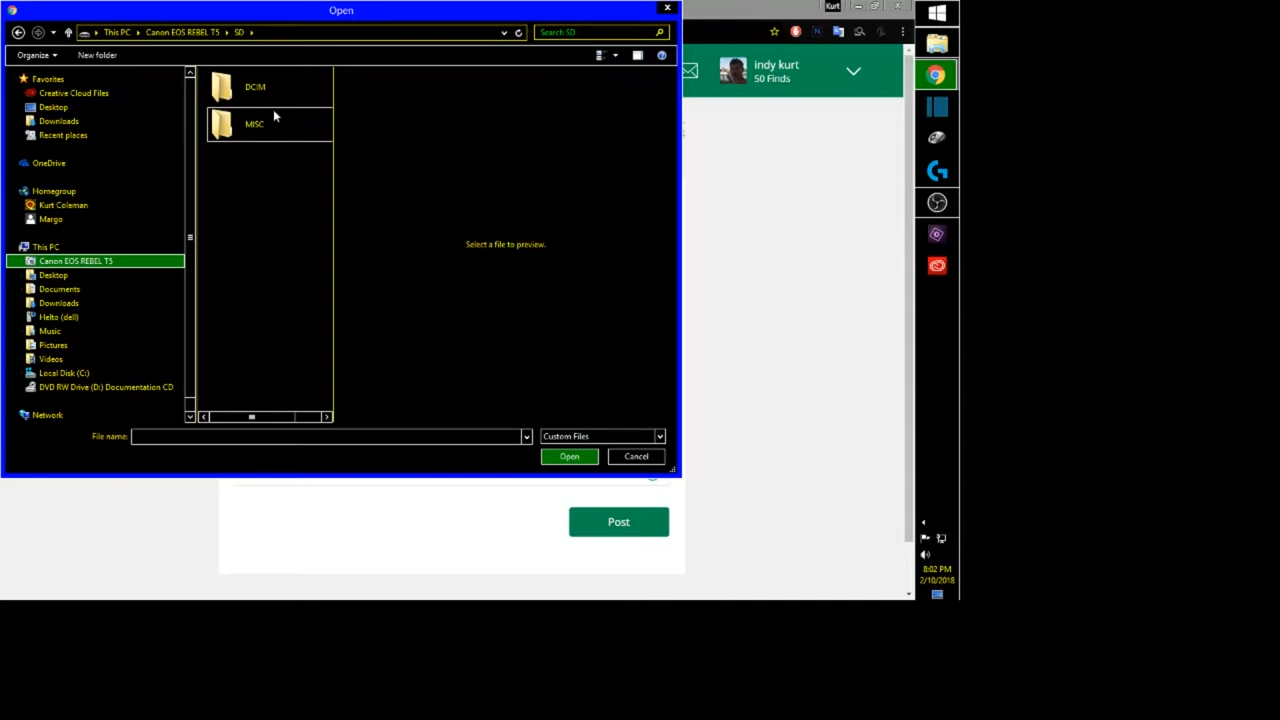 Open
Kurt
This PC
Canon EOS REBEL T5
SD
Search SD
Organize
New folder
indy kurt
50 Finds
Favorites
Creative Cloud Files
Desktop
Downloads
Recent places
OneDrive
Homegroup
Kurt Coleman
Margo
This PC
Canon EOS REBEL T5
Desktop
Documents
Downloads
Helto (dell)
Music
Pictures
Videos
Local Disk (C:)
DVD RW Drive (D:) Documentation CD
Network
DCIM
MISC
Select a file to preview.
File name:
Custom Files
Open
Cancel
Post
8:02 PM
2/10/2018